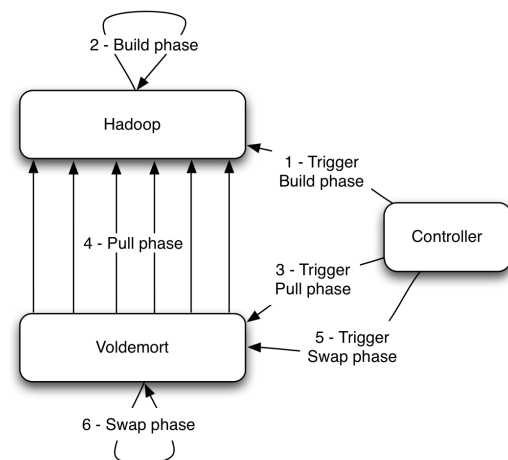 2 - Build phase
Hadoop
1 - Trigger
Build phase
Controller
4 - Pull phase
3 - Trigger
Pull phase
Voldemort
5 - Trigger
Swap phase
6 - Swap phase